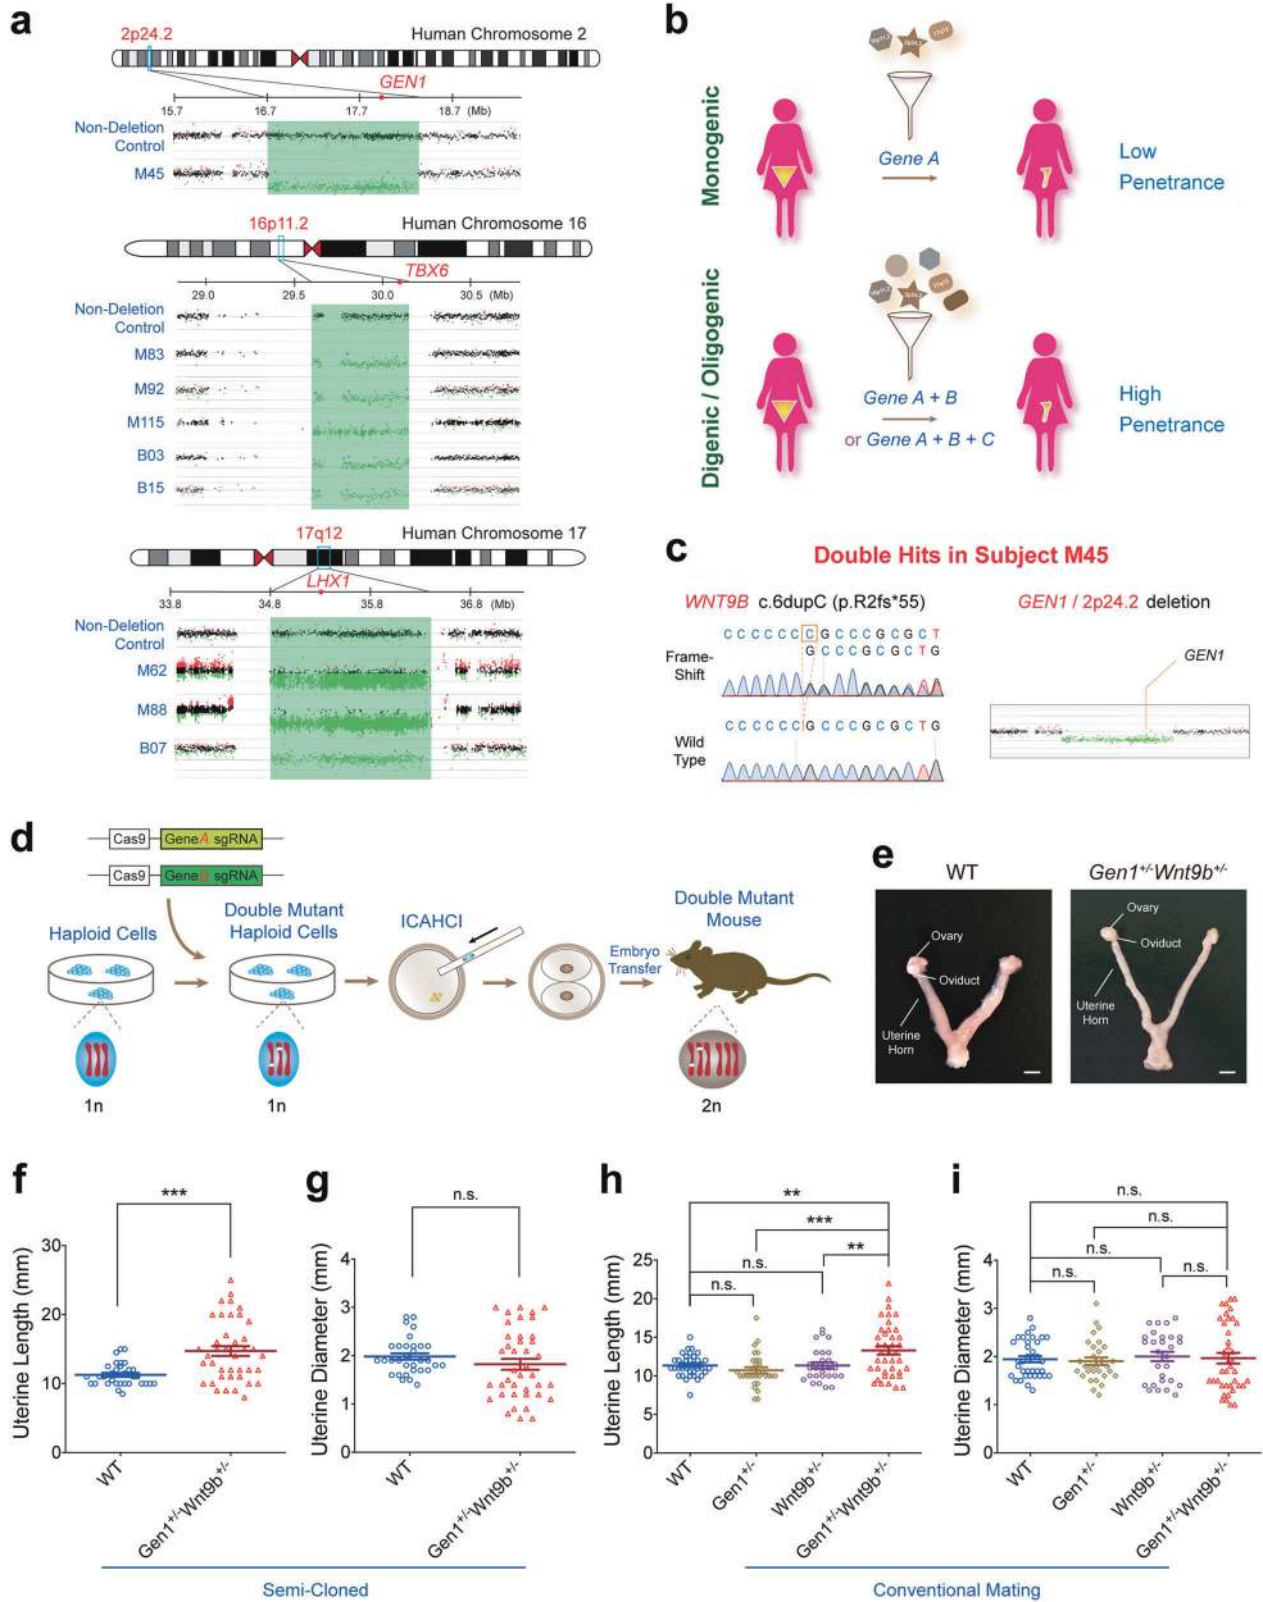 a
2p24.2
Human Chromosome 2
GEN1
15.7 16.7 17.7 18.7 (Mb)
Non-Deletion
Control
M45
16p11.2
Human Chromosome 16
TBX6
29.0 29.5 30.0 30.5 (Mb)
Non-Deletion
Control
M83
M92
M115
B03
B15
17q12
Human Chromosome 17
LHX1
33.8 34.8 35.8 36.8 (Mb)
Non-Deletion
Control
M62
M88
B07
b
Monogenic
Gene A
Low
Penetrance
Digenic / Oligogenic
Gene A + B
or Gene A + B + C
High
Penetrance
c
Double Hits in Subject M45
WNT9B c.6dupC (p.R2fs*55)
C C C C C C C G C C C G C G C T
G C C C G C G C T G
Frame-
Shift
C C C C C C G C C C G C G C T G
Wild
Type
GEN1 / 2p24.2 deletion
GEN1
d
Cas9 Gene A sgRNA
Cas9 Gene B sgRNA
Haploid Cells
Double Mutant
Haploid Cells
ICAHCI
Embryo
Transfer
Double Mutant
Mouse
1n
1n
2n
e
WT
Ovary
Oviduct
Uterine
Horn
Gen1+/-Wnt9b+/-
Ovary
Oviduct
Uterine
Horn
f
***
Uterine Length (mm)
30
20
10
0
WT
Gen1+/-Wnt9b+/-
g
n.s.
Uterine Diameter (mm)
4
3
2
1
0
WT
Gen1+/-Wnt9b+/-
Semi-Cloned
h
**
***
**
n.s.
n.s.
Uterine Length (mm)
25
20
15
10
5
0
WT
Gen1+/-
Wnt9b+/-
Gen1+/-Wnt9b+/-
i
n.s.
n.s.
n.s.
n.s.
n.s.
Uterine Diameter (mm)
4
3
2
1
0
WT
Gen1+/-
Wnt9b+/-
Gen1+/-Wnt9b+/-
Conventional Mating